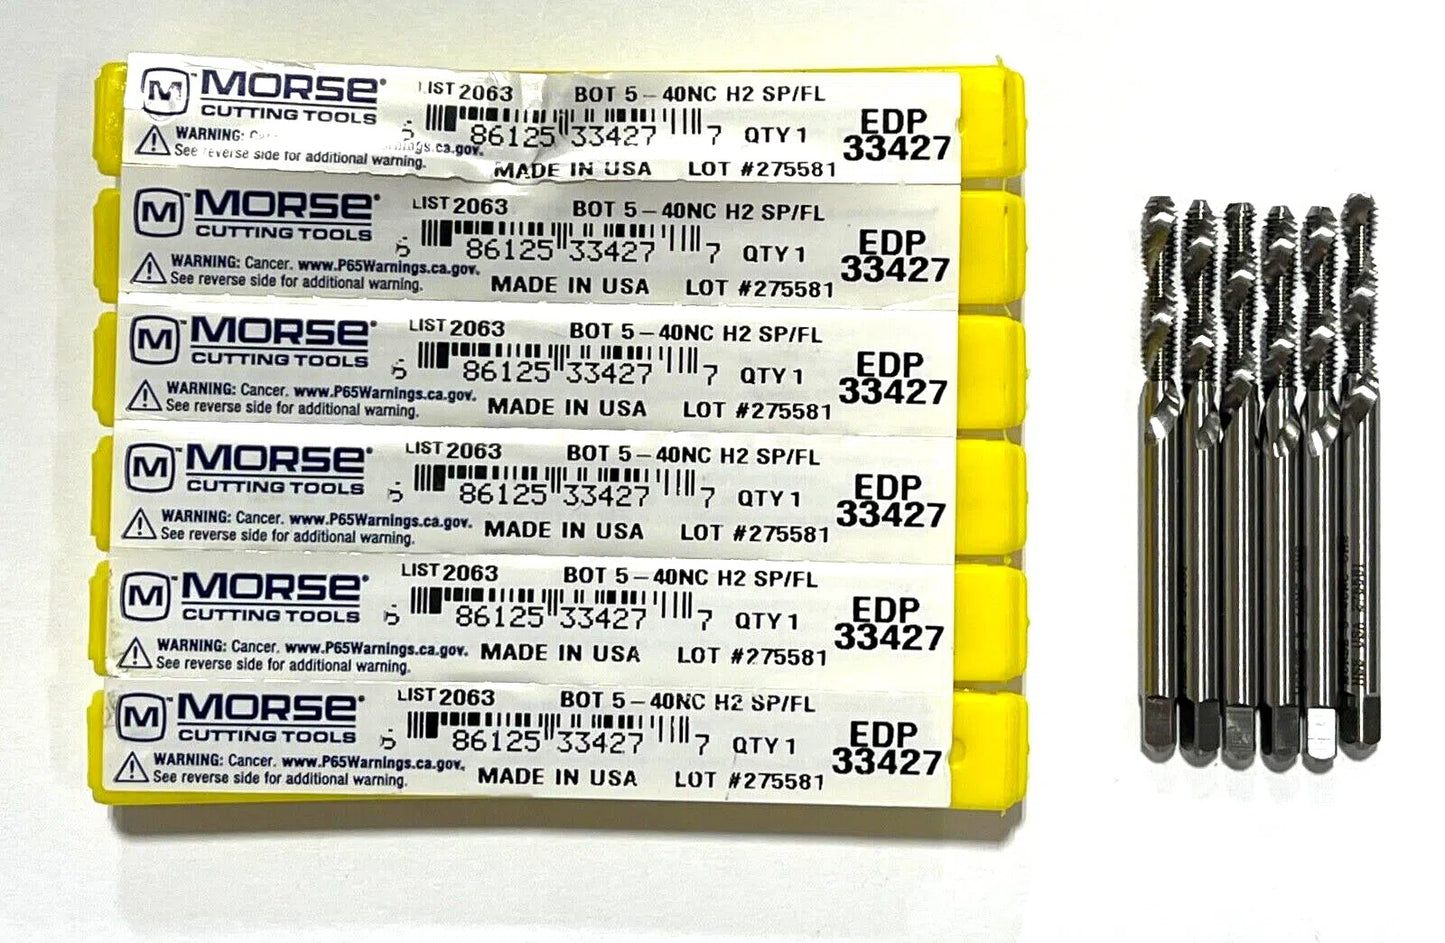 M MORSE
CUTTING TOOLS
LIST 2063 BOT 5-40NC H2 SP/FL
86125 33427 7 QTY 1
EDP
33427
WARNING:
See reverse side for additional warning.
MADE IN USA LOT #275581
M MORSE
CUTTING TOOLS
LIST 2063 BOT 5-40NC H2 SP/FL
86125 33427 7 QTY 1
EDP
33427
WARNING: Cancer. www.P65Warnings.ca.gov.
See reverse side for additional warning.
MADE IN USA LOT #275581
M MORSE
CUTTING TOOLS
LIST 2063 BOT 5-40NC H2 SP/FL
86125 33427 7 QTY 1
EDP
33427
WARNING: Cancer. www.P65Warnings.ca.gov.
See reverse side for additional warning.
MADE IN USA LOT #275581
M MORSE
CUTTING TOOLS
LIST 2063 BOT 5-40NC H2 SP/FL
86125 33427 7 QTY 1
EDP
33427
WARNING: Cancer. www.P65Warnings.ca.gov.
See reverse side for additional warning.
MADE IN USA LOT #275581
M MORSE
CUTTING TOOLS
LIST 2063 BOT 5-40NC H2 SP/FL
86125 33427 7 QTY 1
EDP
33427
WARNING: Cancer. www.P65Warnings.ca.gov.
See reverse side for additional warning.
MADE IN USA LOT #275581
M MORSE
CUTTING TOOLS
LIST 2063 BOT 5-40NC H2 SP/FL
86125 33427 7 QTY 1
EDP
33427
WARNING: Cancer. www.P65Warnings.ca.gov.
See reverse side for additional warning.
MADE IN USA LOT #275581
USA 275581